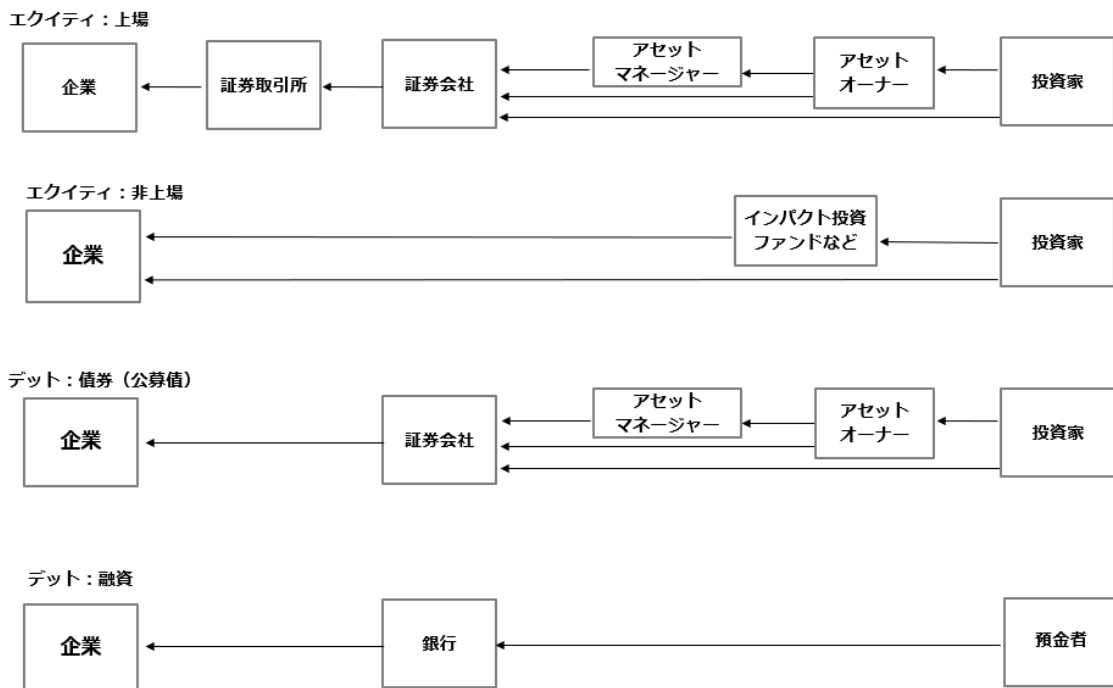 エクイティ：上場
企業
証券取引所
証券会社
アセット
マネージャー
アセット
オーナー
投資家
エクイティ：非上場
企業
インパクト投資
ファンドなど
投資家
デット：債券（公募値）
企業
証券会社
アセット
マネージャー
アセット
オーナー
投資家
デット：融資
企業
銀行
預金者